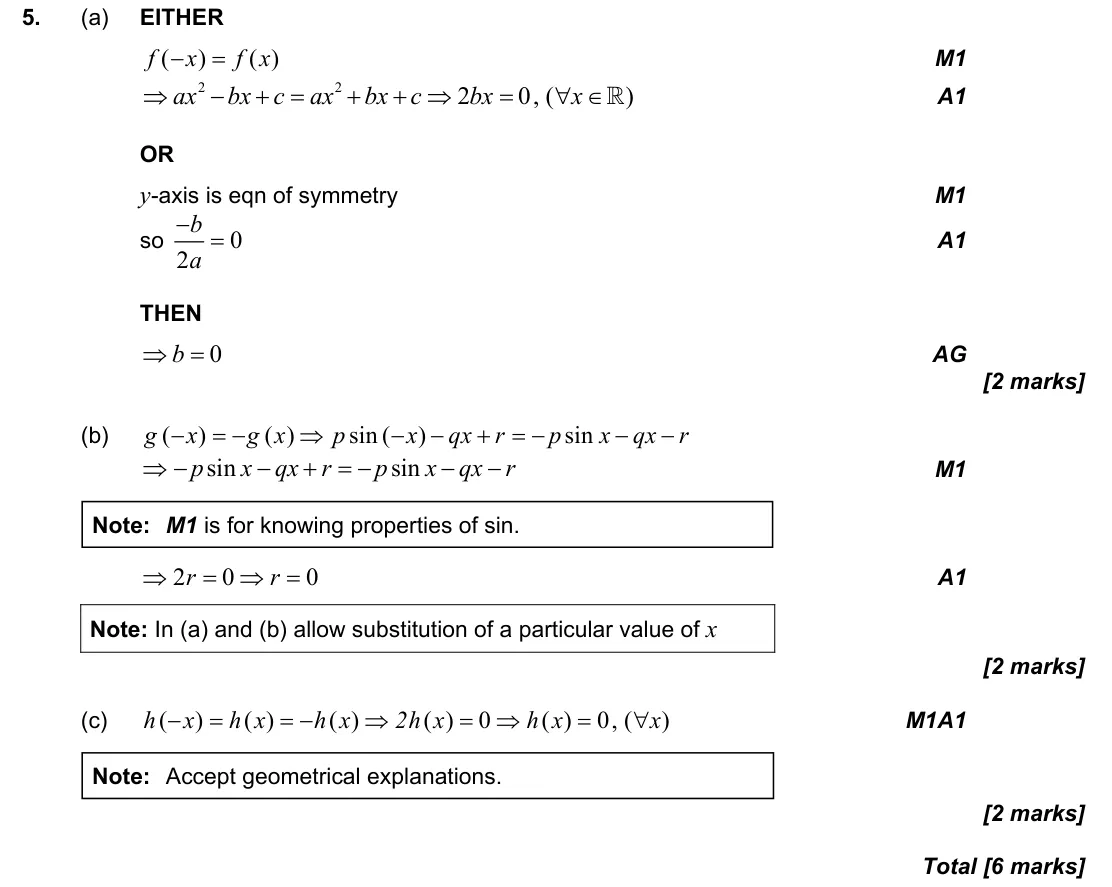 5. (a) EITHER
f(−x) = f(x) M1
⇒ ax² − bx + c = ax² + bx + c ⇒ 2bx = 0, (∀x ∈ ℝ) A1
OR
y-axis is eqn of symmetry M1
so −b/2a = 0 A1
THEN
⇒ b = 0 AG
[2 marks]
(b) g(−x) = −g(x) ⇒ p sin(−x) − qx + r = −p sin x − qx − r
⇒ −p sin x − qx + r = −p sin x − qx − r M1
Note: M1 is for knowing properties of sin.
⇒ 2r = 0 ⇒ r = 0 A1
Note: In (a) and (b) allow substitution of a particular value of x
[2 marks]
(c) h(−x) = h(x) = −h(x) ⇒ 2h(x) = 0 ⇒ h(x) = 0, (∀x) M1A1
Note: Accept geometrical explanations.
[2 marks]
Total [6 marks]